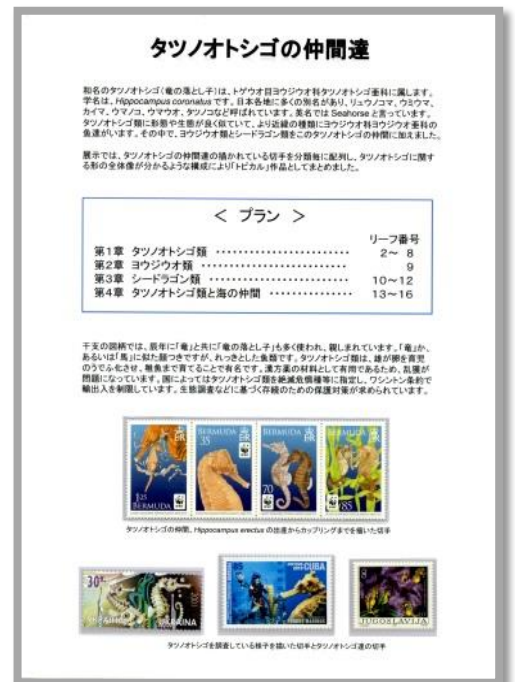 タツノオトシゴの仲間達
和名のタツノオトシゴ（竜の落とし子）は、トゲウオ目ヨウジウオ科タツノオトシゴ亜科に属します。
学名は、Hippocampus coronatus です。日本各地に多くの別名があり、リュウノコマ、ウミウマ、
カイマ、ウマノコ、ウマウオ、タツノコなど呼ばれています。英名では Seahorse と言っています。
タツノオトシゴ類に形態や生態が良く似ていて、より近縁の種類にヨウジウオ科ヨウジウオ亜科の
魚達がいます。その中で、ヨウジウオ類とシードラゴン類をこのタツノオトシゴの仲間に加えました。
展示では、タツノオトシゴの仲間達の描かれている切手を分類毎に配列し、タツノオトシゴに関す
る形の全体像が分かるような構成により「トピカル」作品としてまとめました。
＜ プラン ＞
リーフ番号
第1章 タツノオトシゴ類 ‥‥‥‥‥‥‥‥‥ 2～ 8
第2章 ヨウジウオ類 ‥‥‥‥‥‥‥‥‥ 9
第3章 シードラゴン類 ‥‥‥‥‥‥‥‥‥ 10～12
第4章 タツノオトシゴ類と海の仲間 ‥‥‥‥‥ 13～16
干支の図柄では、辰年に「竜」と共に「竜の落とし子」も多く使われ、親しまれています。「竜」か、
あるいは「馬」に似た顔つきですが、れっきとした魚類です。タツノオトシゴ類は、雄が卵を育児
のうでふ化させ、稚魚まで育てることで有名です。漢方薬の材料として有用であるため、乱獲が
問題になっています。国によってはタツノオトシゴ類を絶滅危惧種等に指定し、ワシントン条約で
輸出入を制限しています。生態調査などに基づく存続のための保護対策が求められています。
BERMUDA BERMUDA BERMUDA
35
1.25 70 85
BERMUDA
タツノオトシゴの仲間、Hippocampus erectus の出産からカップリングまでを描いた切手
30К 85 CUBA
UKRAINA JUGOSLAVIJA
タツノオトシゴを調査している様子を描いた切手とタツノオトシゴ達の切手